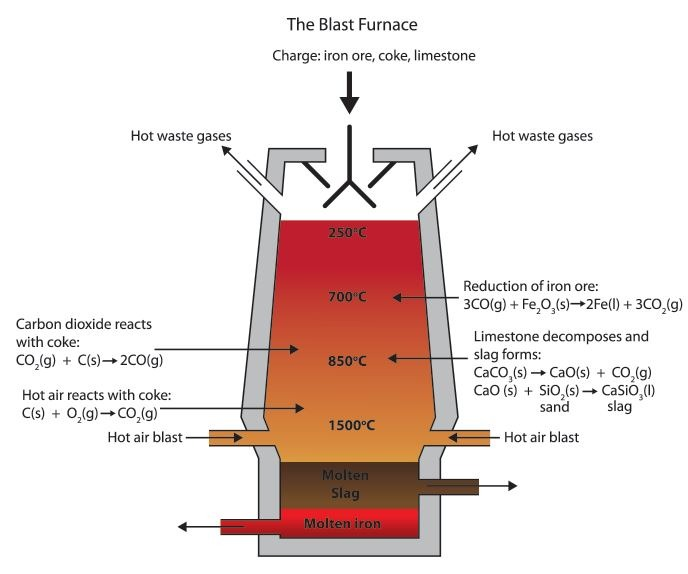 The Blast Furnace
Charge: iron ore, coke, limestone
Hot waste gases
Hot waste gases
250°C
700°C
Reduction of iron ore:
3CO(g) + Fe₂O₃(s)→2Fe(l) + 3CO₂(g)
Carbon dioxide reacts
with coke:
CO₂(g) + C(s)→ 2CO(g)
850°C
Limestone decomposes and
slag forms:
CaCO₃(s) → CaO(s) + CO₂(g)
CaO (s) + SiO₂(s) → CaSiO₃(l)
sand slag
Hot air reacts with coke:
C(s) + O₂(g)→CO₂(g)
1500°C
Hot air blast
Hot air blast
Molten
Slag
Molten iron